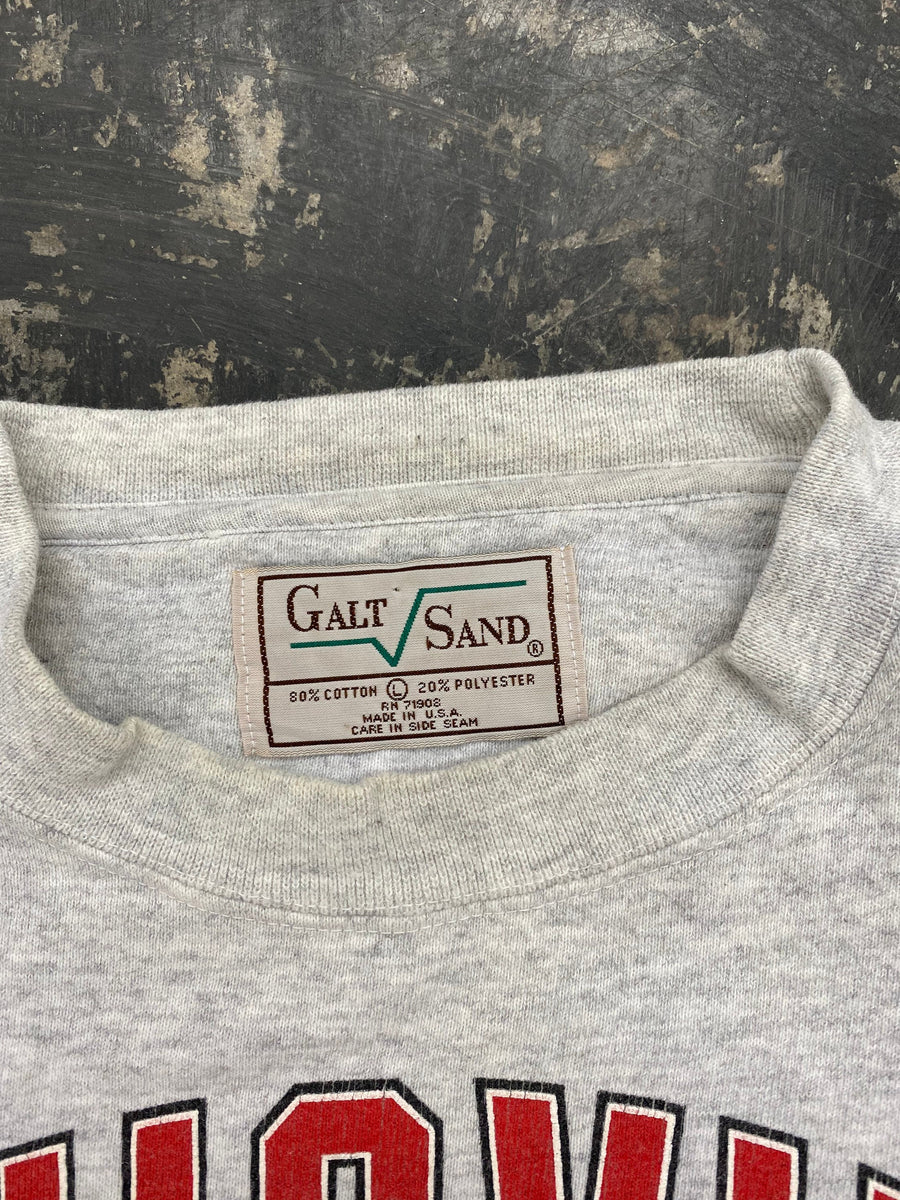 GALT SAND®
80% COTTON Ⓛ 20% POLYESTER
RN 71908
MADE IN U.S.A.
CARE IN SIDE SEAM